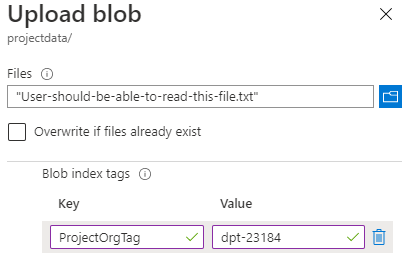 Upload blob
projectdata/
Files
"User-should-be-able-to-read-this-file.txt"
Overwrite if files already exist
Blob index tags
Key Value
ProjectOrgTag dpt-23184